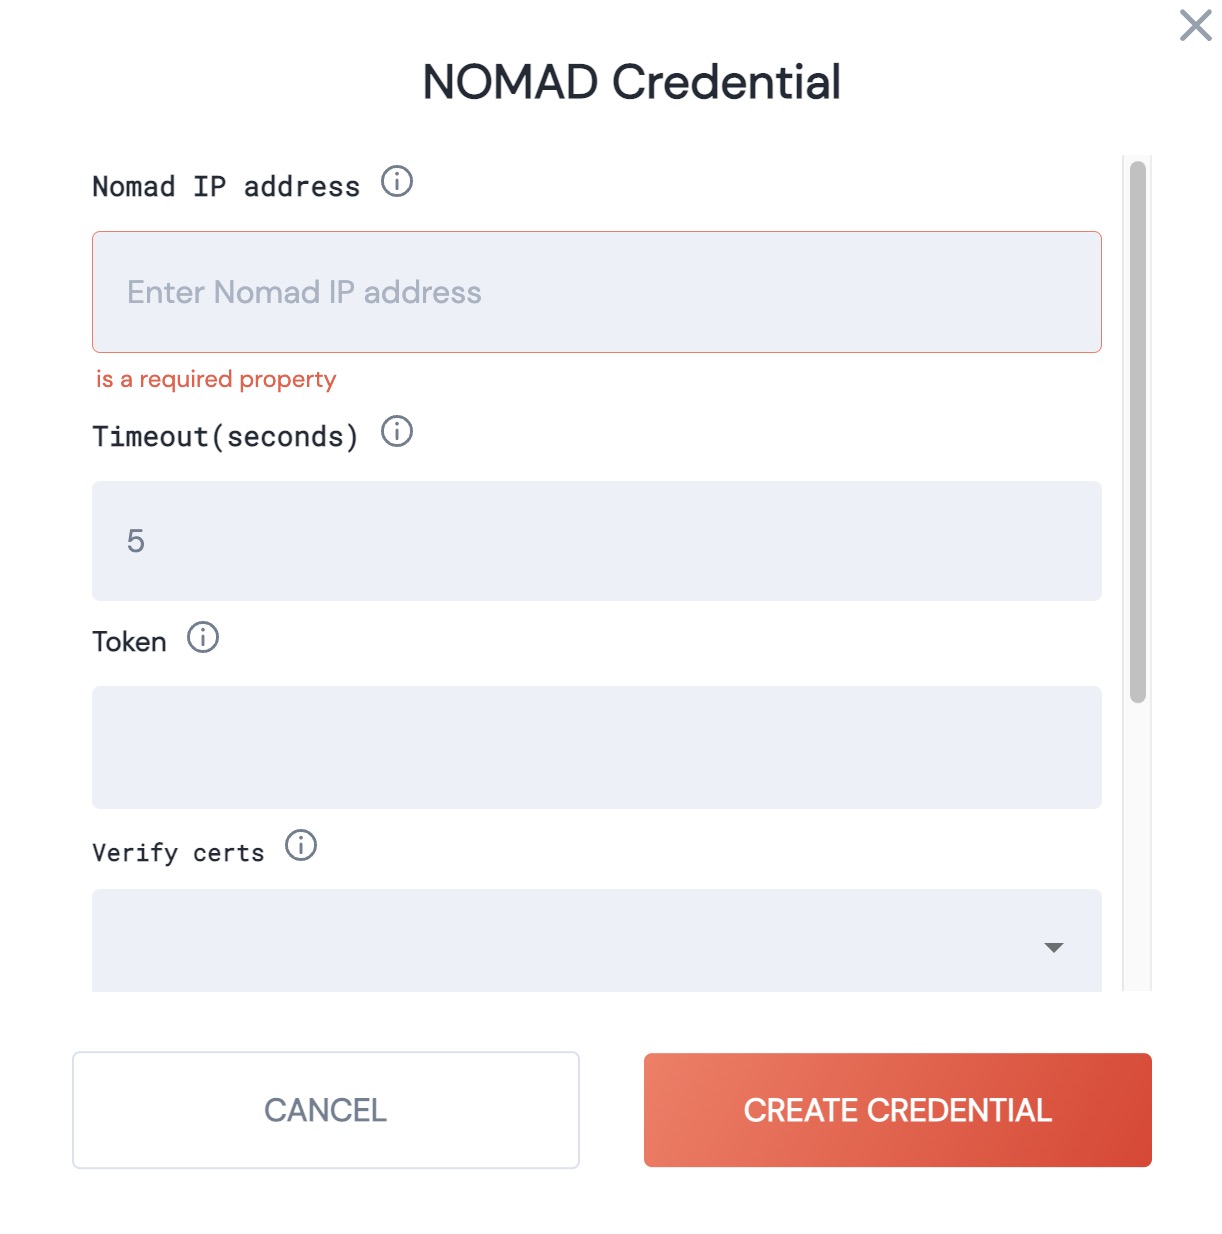 NOMAD Credential
Nomad IP address
Enter Nomad IP address
is a required property
Timeout(seconds)
5
Token
Verify certs
CANCEL
CREATE CREDENTIAL